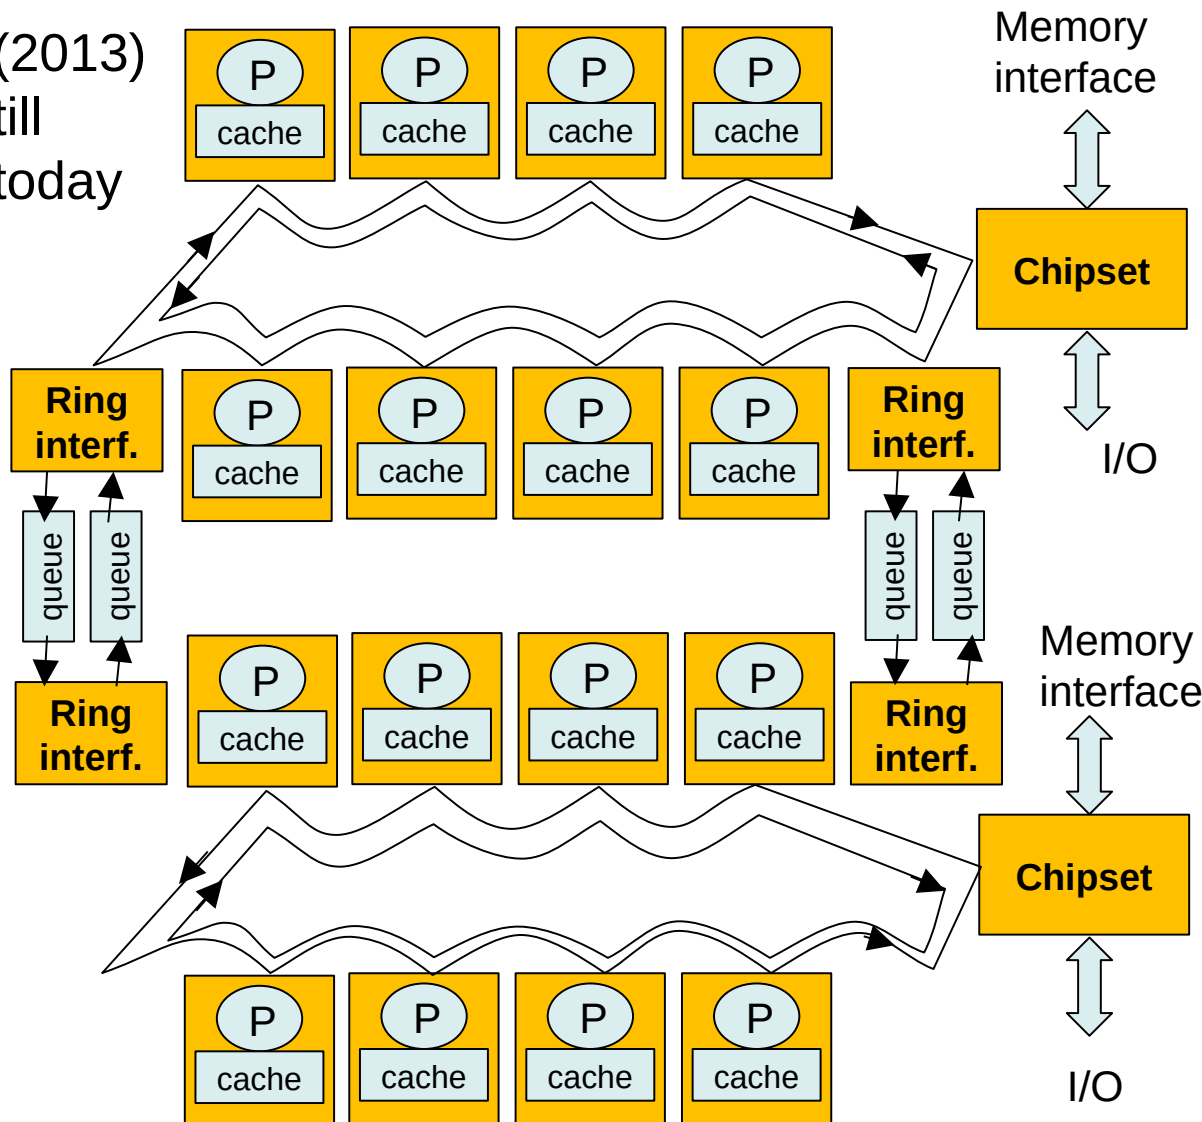 (2013)
till
today
P
cache
P
cache
P
cache
P
cache
Memory
interface
Chipset
I/O
Ring
interf.
P
cache
P
cache
P
cache
P
cache
Ring
interf.
queue
queue
queue
queue
Ring
interf.
P
cache
P
cache
P
cache
P
cache
Ring
interf.
Memory
interface
Chipset
I/O
P
cache
P
cache
P
cache
P
cache